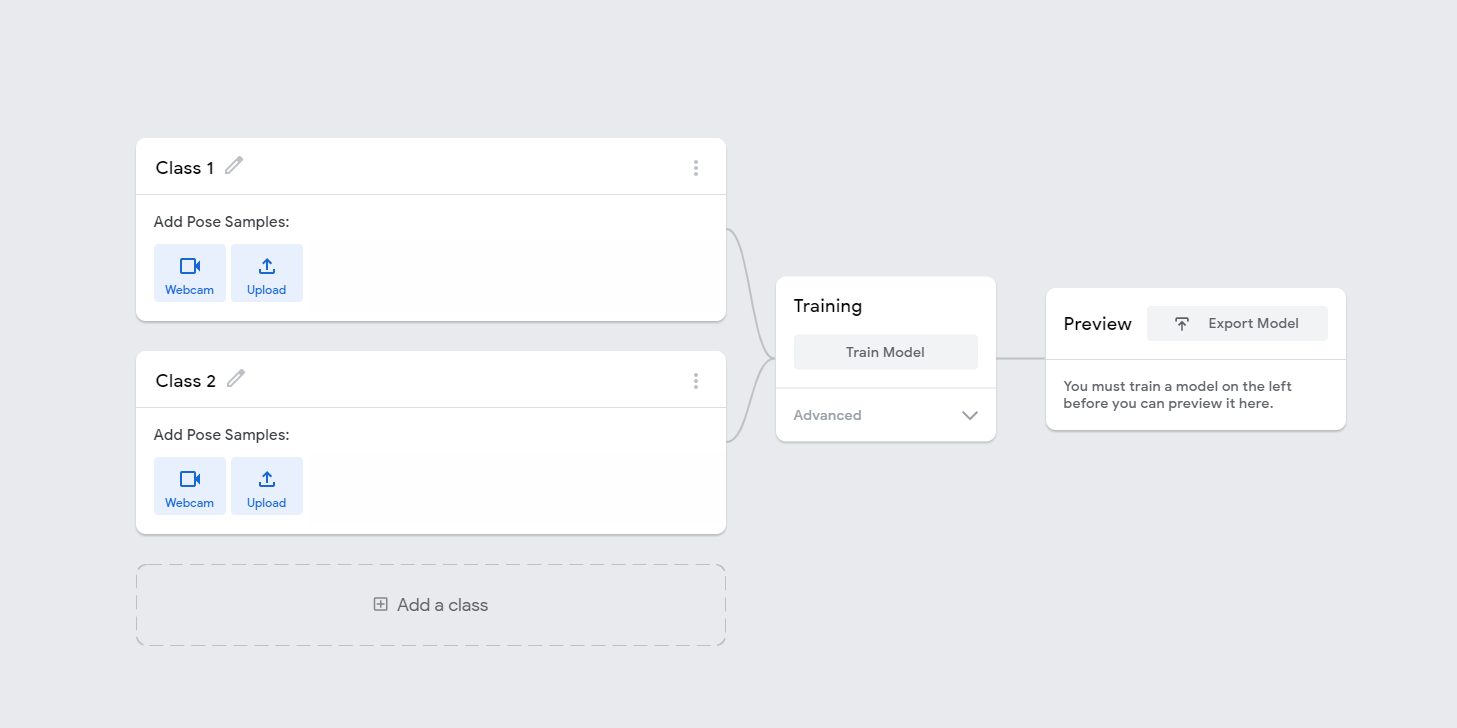 Class 1
Add Pose Samples:
Webcam Upload
Class 2
Add Pose Samples:
Webcam Upload
Add a class
Training
Train Model
Advanced
Preview Export Model
You must train a model on the left
before you can preview it here.